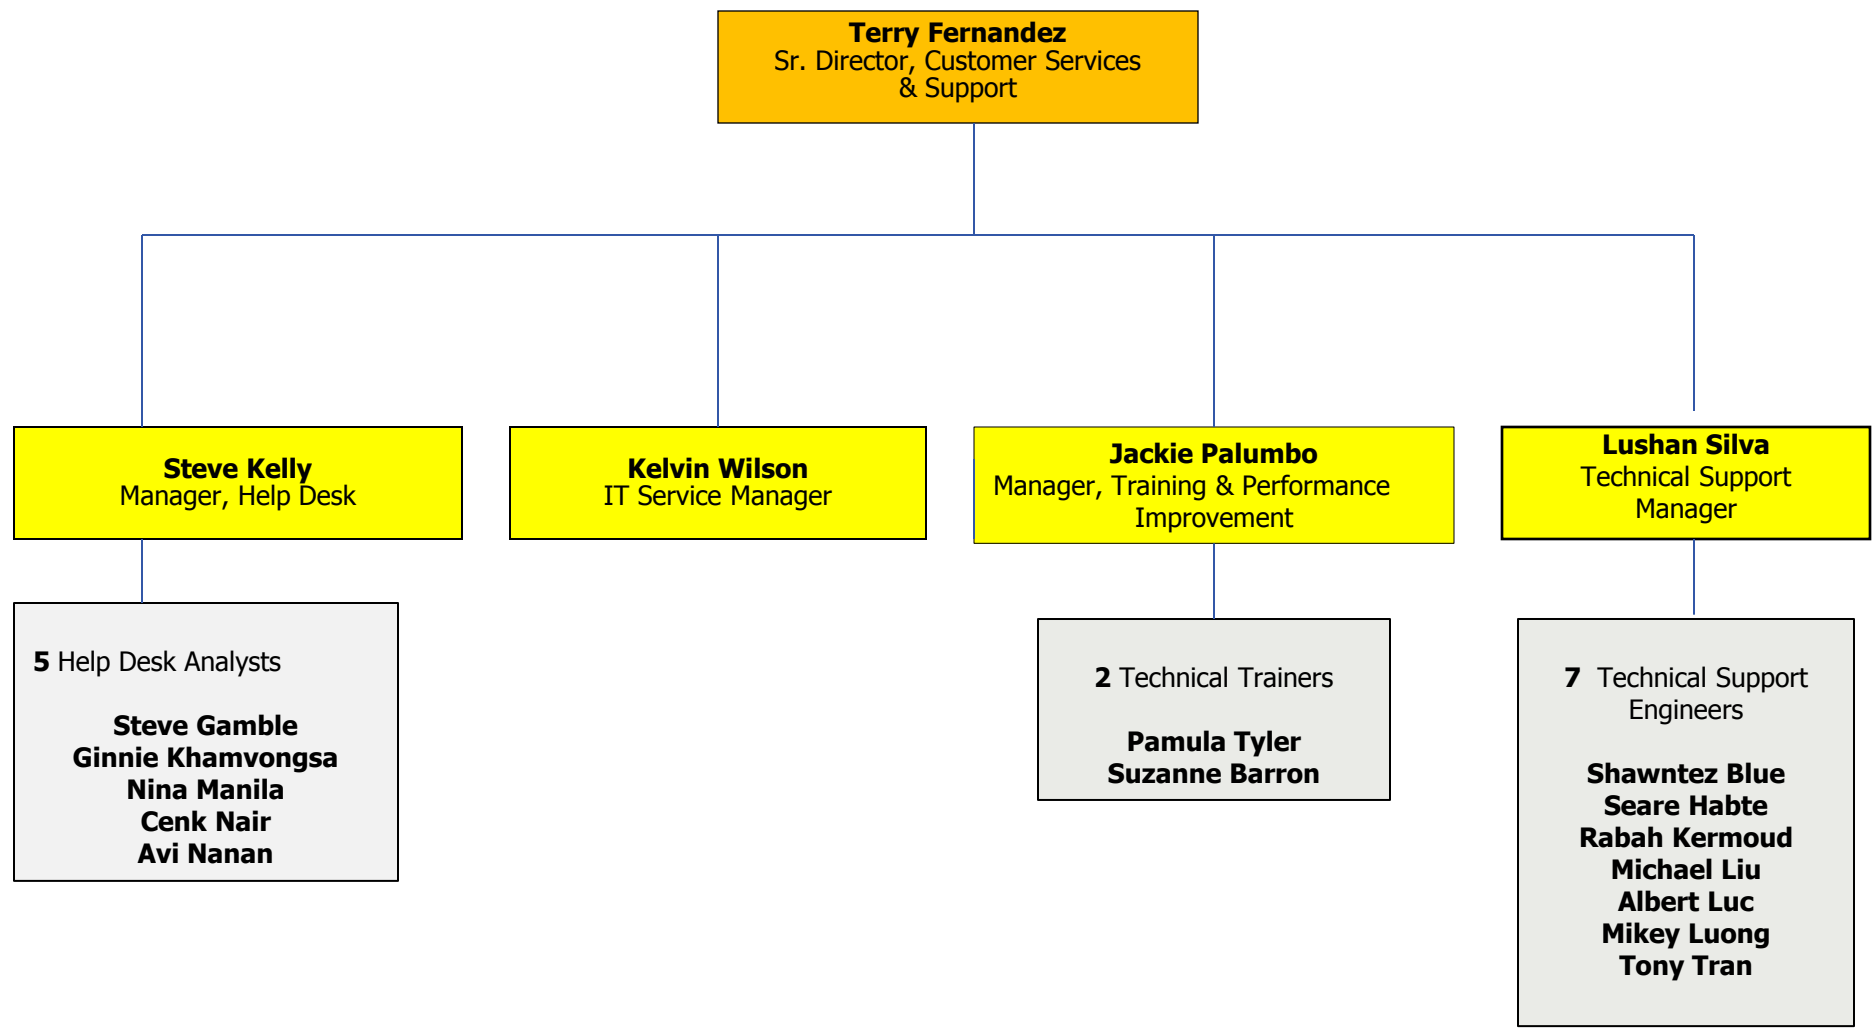 Terry Fernandez
Sr. Director, Customer Services
& Support
Steve Kelly
Manager, Help Desk
Kelvin Wilson
IT Service Manager
Jackie Palumbo
Manager, Training & Performance
Improvement
Lushan Silva
Technical Support
Manager
5 Help Desk Analysts
Steve Gamble
Ginnie Khamvongsa
Nina Manila
Cenk Nair
Avi Nanan
2 Technical Trainers
Pamula Tyler
Suzanne Barron
7 Technical Support
Engineers
Shawntez Blue
Seare Habte
Rabah Kermoud
Michael Liu
Albert Luc
Mikey Luong
Tony Tran